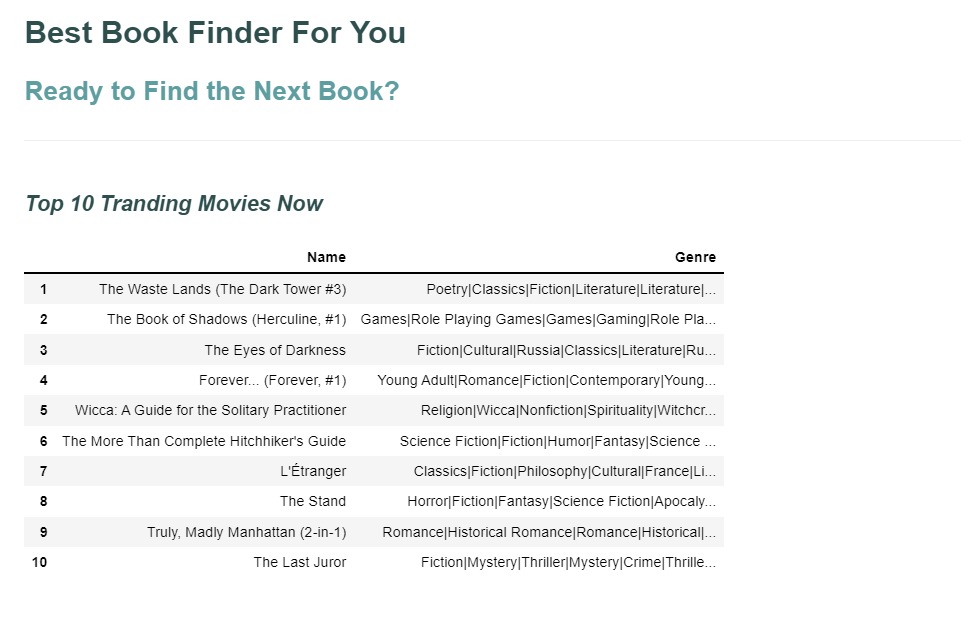 Best Book Finder For You
Ready to Find the Next Book?
Top 10 Tranding Movies Now
Name Genre
1 The Waste Lands (The Dark Tower #3) Poetry|Classics|Fiction|Literature|Literature|...
2 The Book of Shadows (Herculine, #1) Games|Role Playing Games|Games|Gaming|Role Pla...
3 The Eyes of Darkness Fiction|Cultural|Russia|Classics|Literature|Ru...
4 Forever... (Forever, #1) Young Adult|Romance|Fiction|Contemporary|Young...
5 Wicca: A Guide for the Solitary Practitioner Religion|Wicca|Nonfiction|Spirituality|Witchcr...
6 The More Than Complete Hitchhiker's Guide Science Fiction|Fiction|Humor|Fantasy|Science ...
7 L'Étranger Classics|Fiction|Philosophy|Cultural|France|Li...
8 The Stand Horror|Fiction|Fantasy|Science Fiction|Apocaly...
9 Truly, Madly Manhattan (2-in-1) Romance|Historical Romance|Romance|Historical|...
10 The Last Juror Fiction|Mystery|Thriller|Mystery|Crime|Thrille...